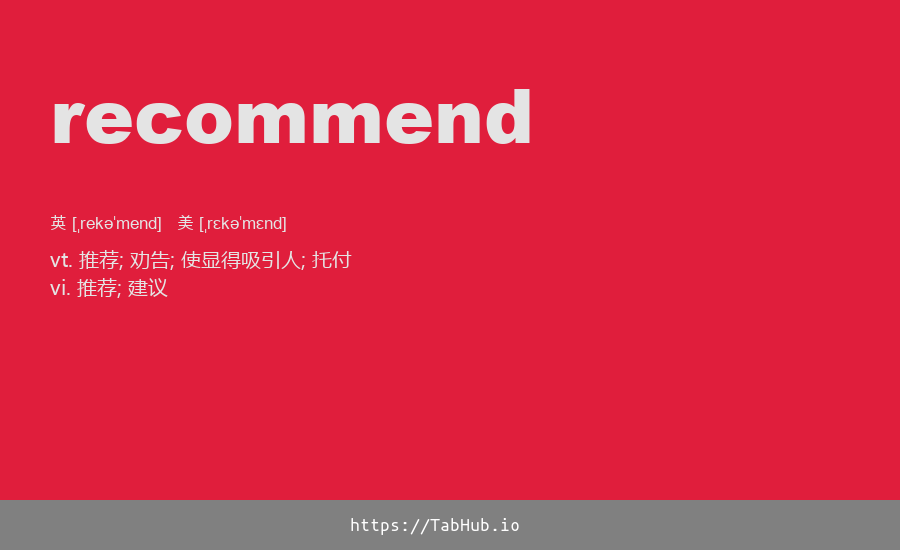 recommend
英 [ˌrekəˈmend] 美 [ˌrɛkəˈmɛnd]
vt. 推荐; 劝告; 使显得吸引人; 托付
vi. 推荐; 建议
https://TabHub.io